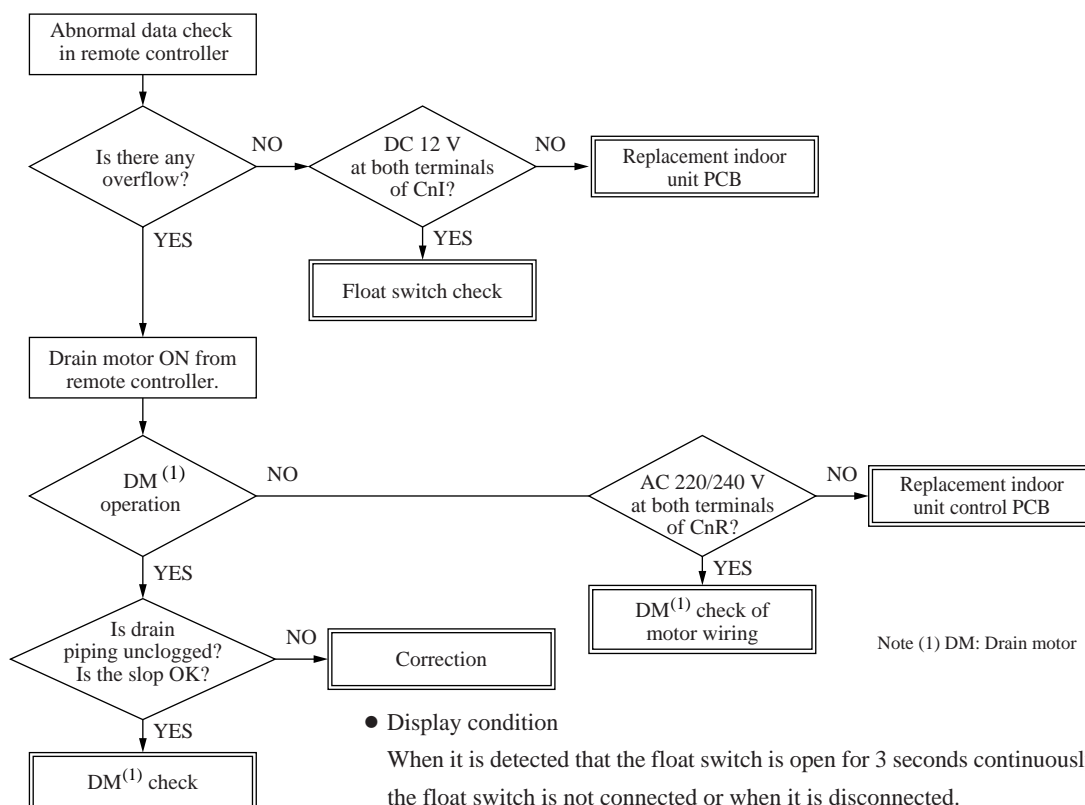 Abnormal data check
in remote controller
Is there any
overflow?
NO
DC 12 V
at both terminals
of CnI?
NO
Replacement indoor
unit PCB
YES
YES
Float switch check
Drain motor ON from
remote controller.
DM (1)
operation
NO
AC 220/240 V
at both terminals
of CnR?
NO
Replacement indoor
unit control PCB
YES
YES
DM(1) check of
motor wiring
Note (1) DM: Drain motor
Is drain
piping unclogged?
Is the slop OK?
NO
Correction
YES
DM(1) check
● Display condition
When it is detected that the float switch is open for 3 seconds continuousl
the float switch is not connected or when it is disconnected.